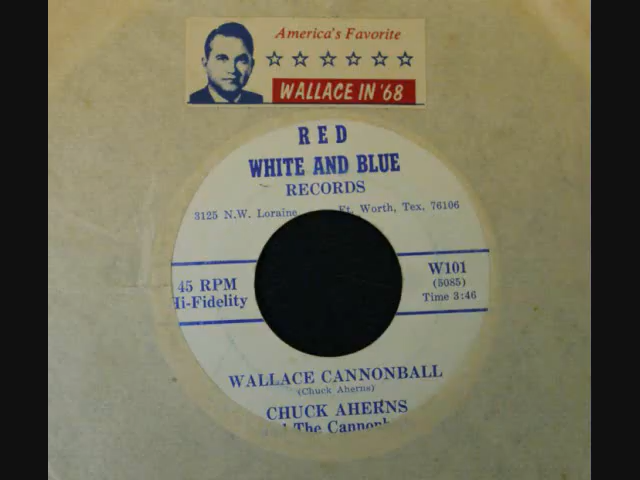 America's Favorite
WALLACE IN '68
RED
WHITE AND BLUE
RECORDS
3125 N.W. Loraine Ft. Worth, Tex. 76106
45 RPM
Hi-Fidelity
W101
(5085)
Time 3:46
WALLACE CANNONBALL
(Chuck Aherns)
CHUCK AHERNS
The